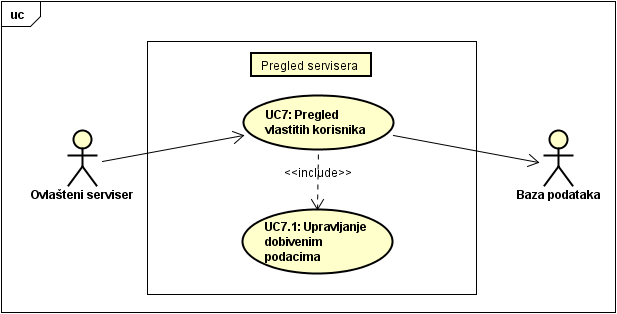 uc
Pregled servisera
UC7: Pregled
vlastitih korisnika
Ovlašteni serviser
<<include>>
Baza podataka
UC7.1: Upravljanje
dobivenim
podacima